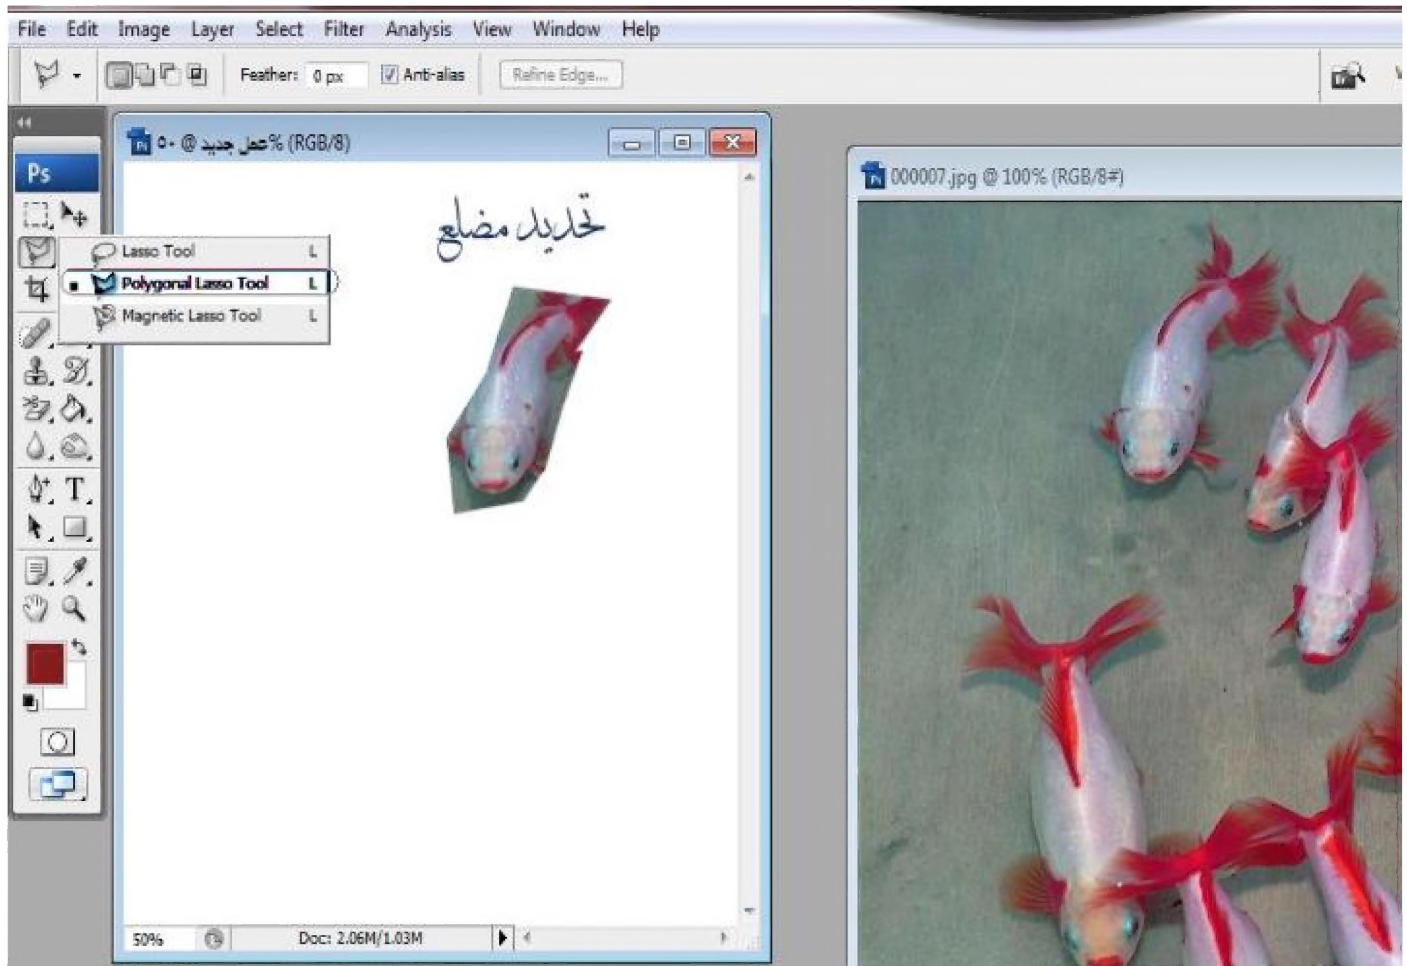 File Edit Image Layer Select Filter Analysis View Window Help
Feather: 0 px Anti-alias Refine Edge...
عمل جديد @ ٥٠% (RGB/8)
000007.jpg @ 100% (RGB/8#)
Ps
تحديد مضلع
Lasso Tool L
Polygonal Lasso Tool L
Magnetic Lasso Tool L
T
50% Doc: 2.06M/1.03M